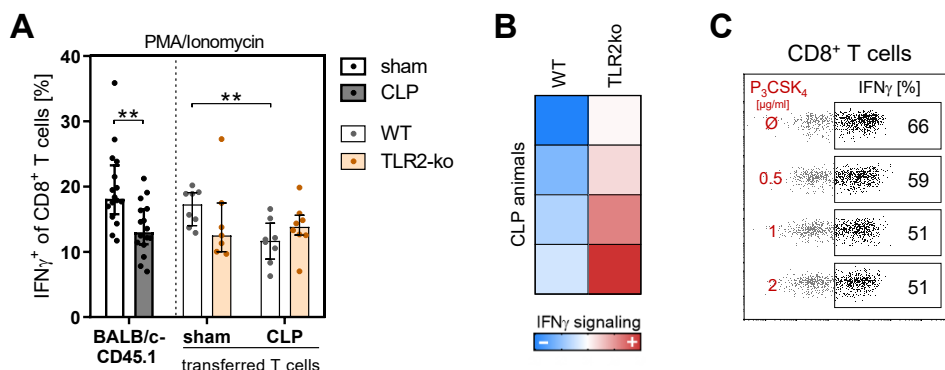 A
PMA/Ionomycin
IFNγ⁺ of CD8⁺ T cells [%]
40
30
20
10
0
**
**
sham
CLP
WT
TLR2-ko
BALB/c-
CD45.1
sham
CLP
transferred T cells
B
WT
TLR2ko
CLP animals
IFNγ signaling
− +
C
CD8⁺ T cells
P₃CSK₄
[µg/ml]
IFNγ [%]
Ø
66
0.5
59
1
51
2
51